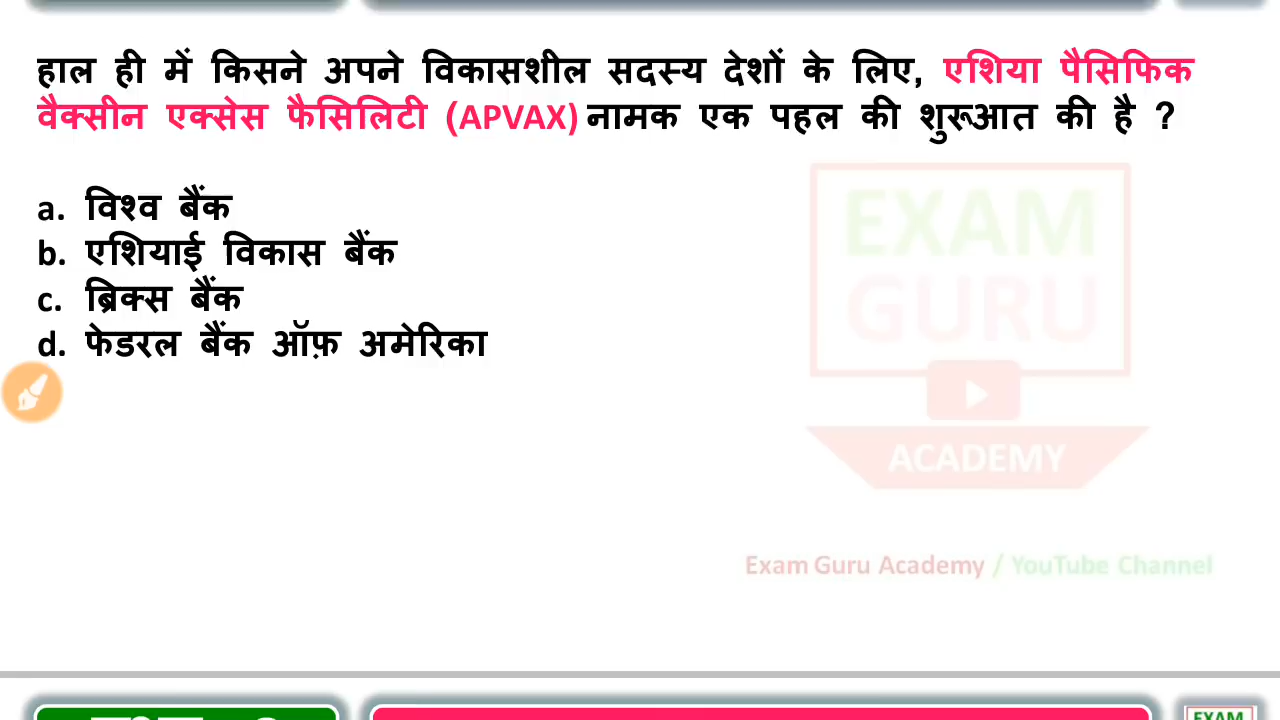 हाल ही में किसने अपने विकासशील सदस्य देशों के लिए, एशिया पैसिफिक
वैक्सीन एक्सेस फैसिलिटी (APVAX) नामक एक पहल की शुरूआत की है ?
a. विश्व बैंक
b. एशियाई विकास बैंक
c. ब्रिक्स बैंक
d. फेडरल बैंक ऑफ़ अमेरिका
EXAM
GURU
ACADEMY
Exam Guru Academy / YouTube Channel
EXAM